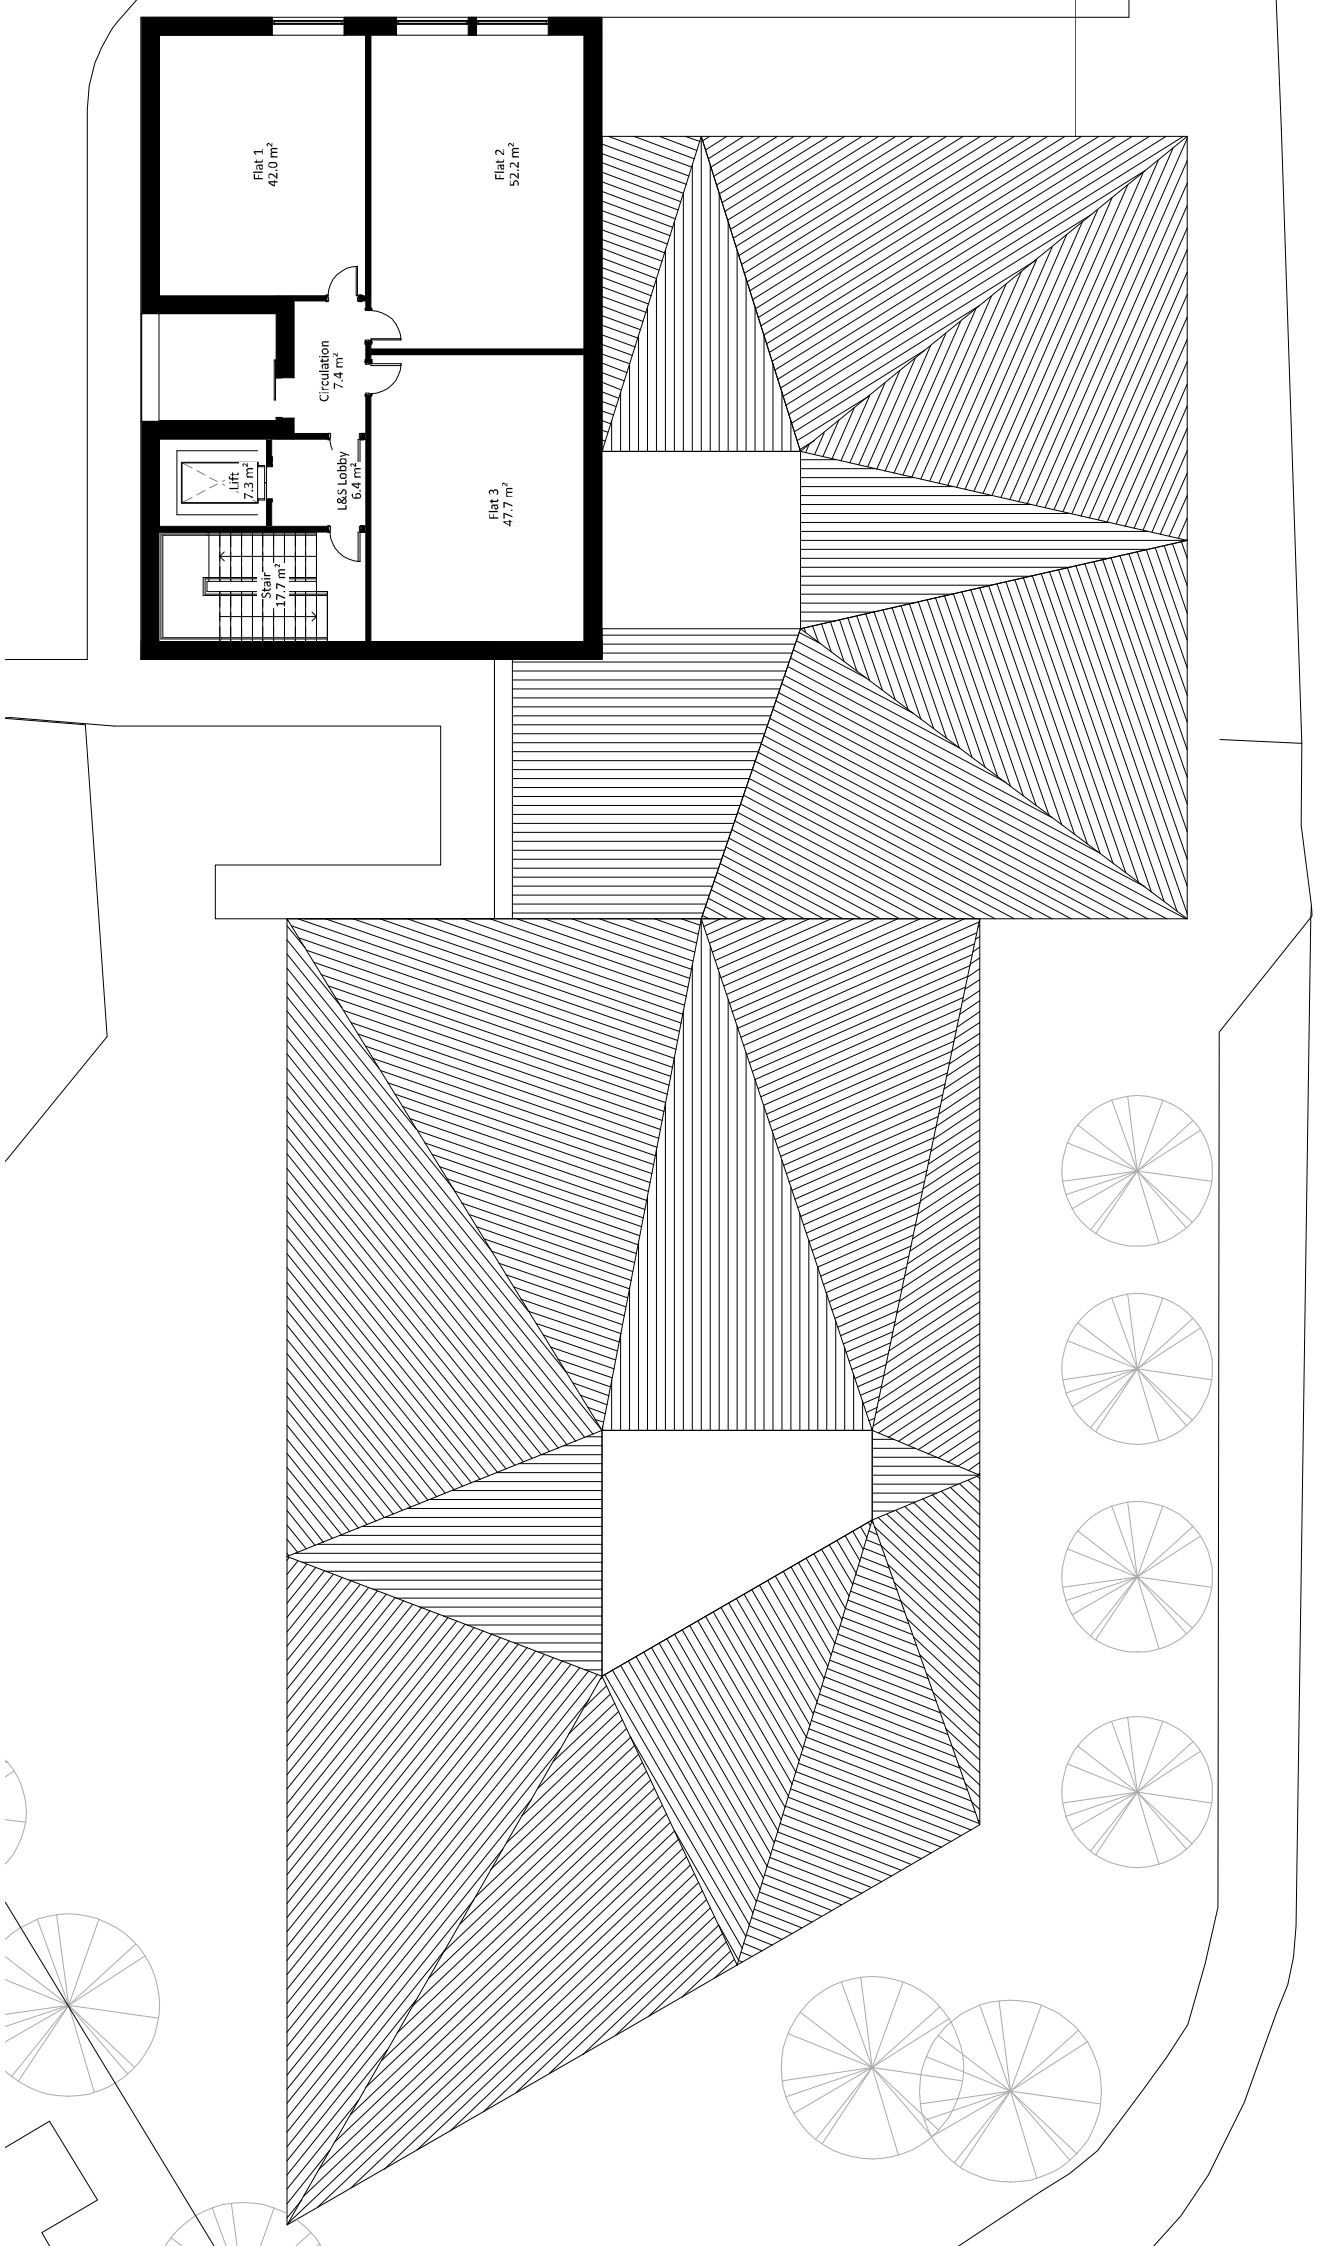 Flat 1
42.0 m²
Flat 2
52.2 m²
Circulation
7.4 m²
Lift
7.3 m²
L&S Lobby
6.4 m²
Flat 3
47.7 m²
Stair
17.7 m²